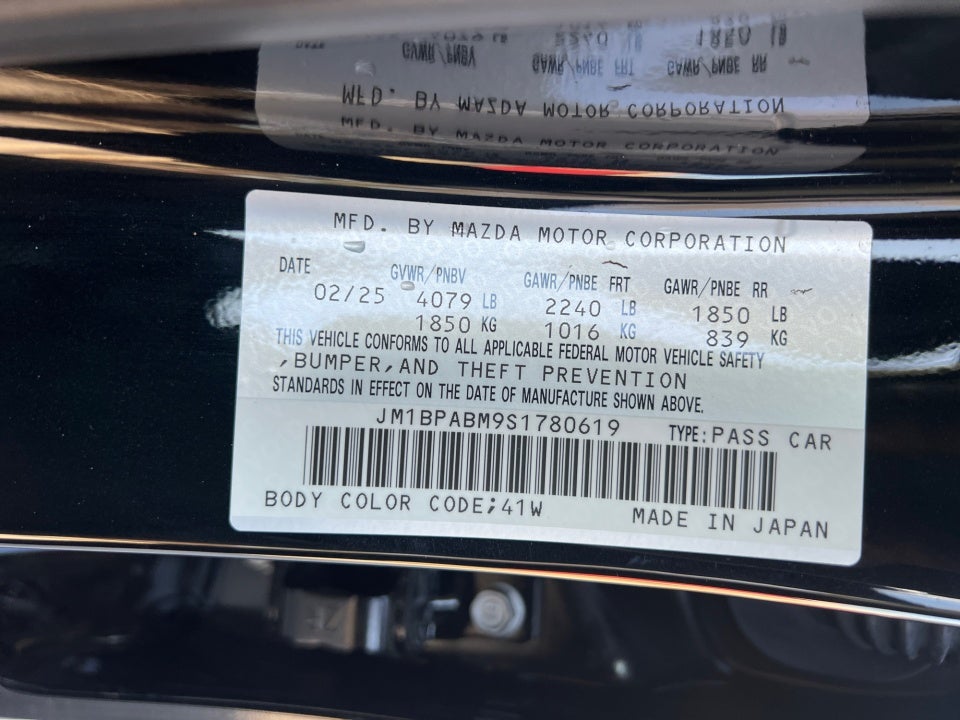 MFD. BY MAZDA MOTOR CORPORATION
DATE GVWR/PNBV GAWR/PNBE FRT GAWR/PNBE RR
02/25 4079 LB 2240 LB 1850 LB
1850 KG 1016 KG 839 KG
THIS VEHICLE CONFORMS TO ALL APPLICABLE FEDERAL MOTOR VEHICLE SAFETY
,BUMPER,AND THEFT PREVENTION
STANDARDS IN EFFECT ON THE DATE OF MANUFACTURE SHOWN ABOVE.
JM1BPABM9S1780619 TYPE:PASS CAR
BODY COLOR CODE;41W MADE IN JAPAN